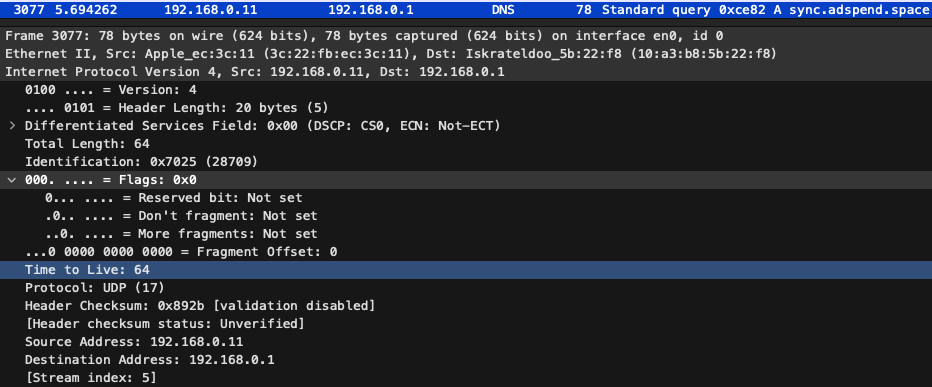 3077 5.694262 192.168.0.11 192.168.0.1 DNS 78 Standard query 0xce82 A sync.adspend.space
Frame 3077: 78 bytes on wire (624 bits), 78 bytes captured (624 bits) on interface en0, id 0
Ethernet II, Src: Apple_ec:3c:11 (3c:22:fb:ec:3c:11), Dst: Iskrateldoo_5b:22:f8 (10:a3:b8:5b:22:f8)
Internet Protocol Version 4, Src: 192.168.0.11, Dst: 192.168.0.1
0100 .... = Version: 4
.... 0101 = Header Length: 20 bytes (5)
Differentiated Services Field: 0x00 (DSCP: CS0, ECN: Not-ECT)
Total Length: 64
Identification: 0x7025 (28709)
000. .... = Flags: 0x0
0... .... = Reserved bit: Not set
.0.. .... = Don't fragment: Not set
..0. .... = More fragments: Not set
...0 0000 0000 0000 = Fragment Offset: 0
Time to Live: 64
Protocol: UDP (17)
Header Checksum: 0x892b [validation disabled]
[Header checksum status: Unverified]
Source Address: 192.168.0.11
Destination Address: 192.168.0.1
[Stream index: 5]